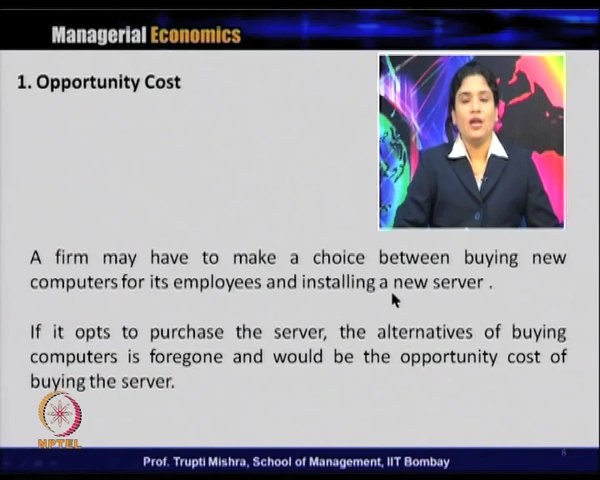 Managerial Economics
1. Opportunity Cost
A firm may have to make a choice between buying new
computers for its employees and installing a new server .
If it opts to purchase the server, the alternatives of buying
computers is foregone and would be the opportunity cost of
buying the server.
NPTEL
8
Prof. Trupti Mishra, School of Management, IIT Bombay